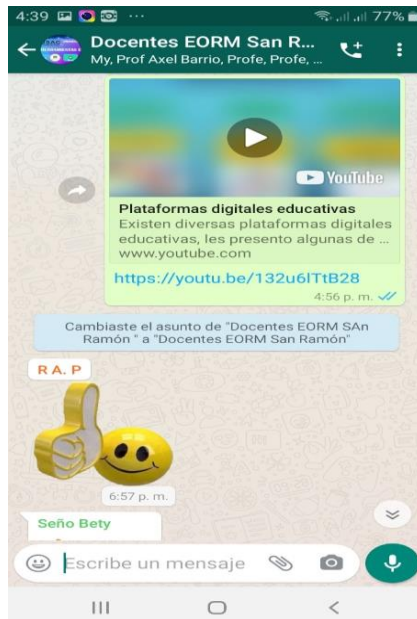 4:39 77%
Docentes EORM San R...
My, Prof Axel Barrio, Profe, Profe, ...
YouTube
Plataformas digitales educativas
Existen diversas plataformas digitales
educativas, les presento algunas de ...
www.youtube.com
https://youtu.be/132u6lTtB28
4:56 p. m.
Cambiaste el asunto de "Docentes EORM SAn
Ramón " a "Docentes EORM San Ramón"
R A. P
6:57 p. m.
Seño Bety
Escribe un mensaje